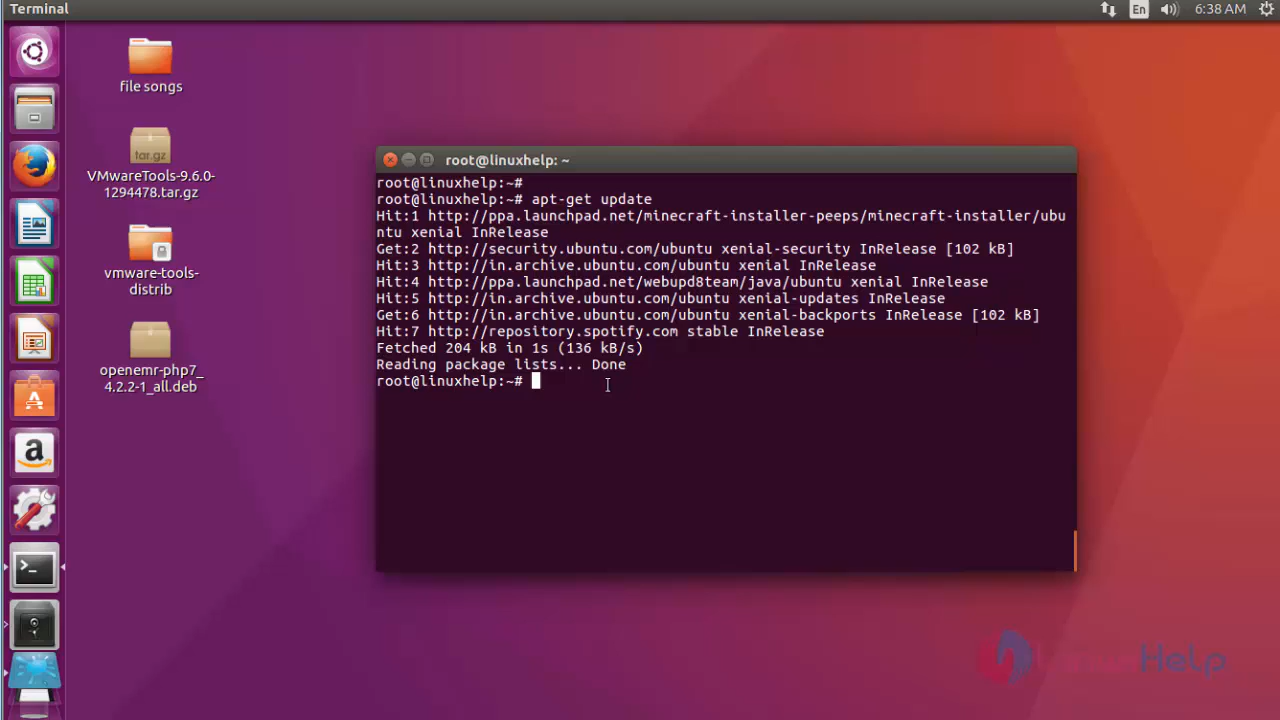 Terminal
En
6:38 AM
file songs
tar.gz
VMwareTools-9.6.0-
1294478.tar.gz
vmware-tools-
distrib
openemr-php7_
4.2.2-1_all.deb
root@linuxhelp: ~
root@linuxhelp:~#
root@linuxhelp:~# apt-get update
Hit:1 http://ppa.launchpad.net/minecraft-installer-peeps/minecraft-installer/ubu
ntu xenial InRelease
Get:2 http://security.ubuntu.com/ubuntu xenial-security InRelease [102 kB]
Hit:3 http://in.archive.ubuntu.com/ubuntu xenial InRelease
Hit:4 http://ppa.launchpad.net/webupd8team/java/ubuntu xenial InRelease
Hit:5 http://in.archive.ubuntu.com/ubuntu xenial-updates InRelease
Get:6 http://in.archive.ubuntu.com/ubuntu xenial-backports InRelease [102 kB]
Hit:7 http://repository.spotify.com stable InRelease
Fetched 204 kB in 1s (136 kB/s)
Reading package lists... Done
root@linuxhelp:~#
LinuxHelp